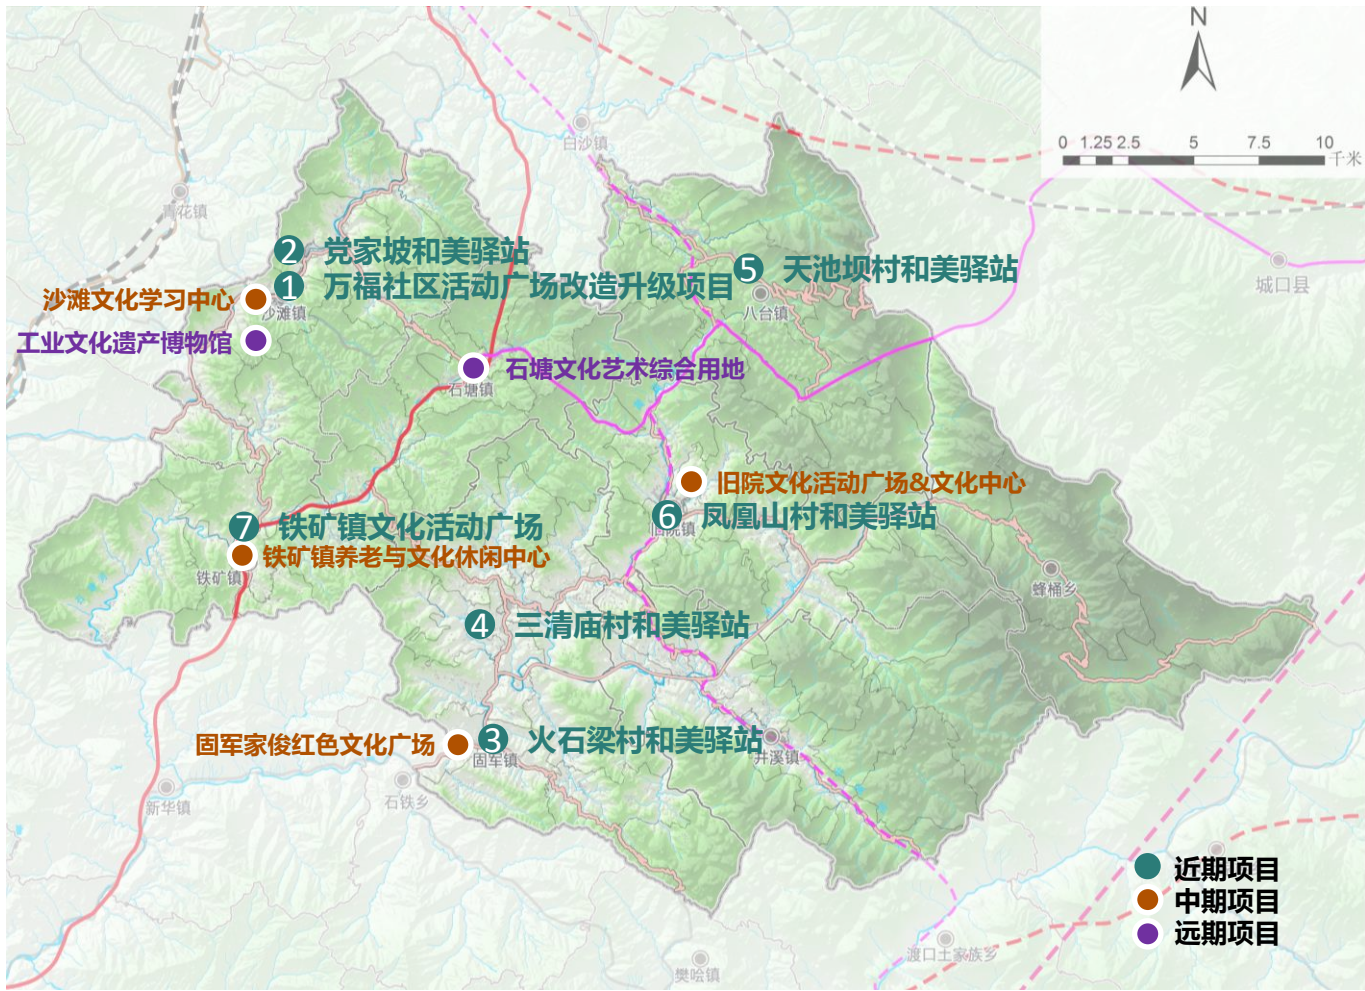 N
0 1.25 2.5 5 7.5 10
千米
白沙镇
青花镇
2 党家坡和美驿站
5 天池坝村和美驿站
1 万福社区活动广场改造升级项目
城口县
沙滩文化学习中心
沙滩镇
八台镇
工业文化遗产博物馆
石塘文化艺术综合用地
石塘镇
旧院文化活动广场&文化中心
6 凤凰山村和美驿站
旧院镇
7 铁矿镇文化活动广场
铁矿镇养老与文化休闲中心
铁矿镇
蜂桶乡
4 三清庙村和美驿站
固军家俊红色文化广场
3 火石梁村和美驿站
固军镇
井溪镇
石铁乡
新华镇
近期项目
中期项目
远期项目
渡口土家族乡
樊哙镇